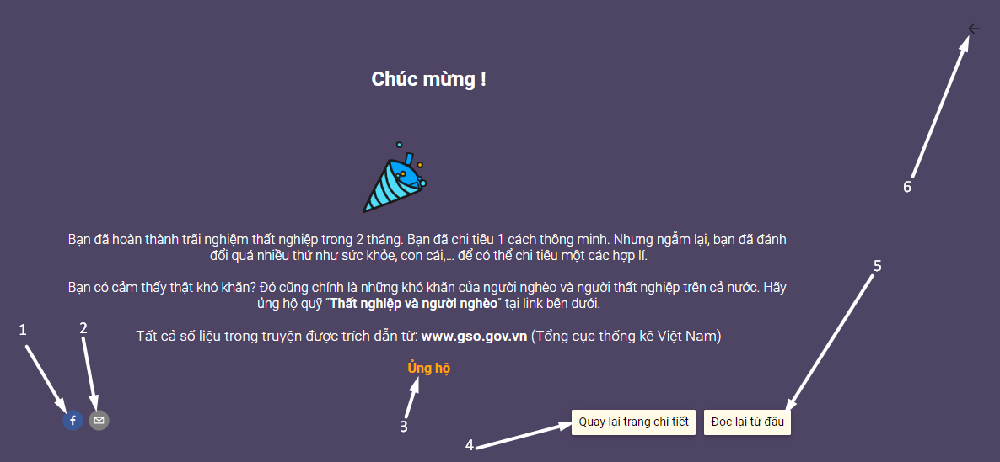 Chúc mừng !
6
Bạn đã hoàn thành trãi nghiệm thất nghiệp trong 2 tháng. Bạn đã chi tiêu 1 cách thông minh. Nhưng ngẫm lại, bạn đã đánh
đổi quá nhiều thứ như sức khỏe, con cái,... để có thể chi tiêu một các hợp lí.
5
Bạn có cảm thấy thật khó khăn? Đó cũng chính là những khó khăn của người nghèo và người thất nghiệp trên cả nước. Hãy
ủng hộ quỹ “Thất nghiệp và người nghèo” tại link bên dưới.
1
2
Tất cả số liệu trong truyện được trích dẫn từ: www.gso.gov.vn (Tổng cục thống kê Việt Nam)
Ủng hộ
3
4
Quay lại trang chi tiết
Đọc lại từ đâu